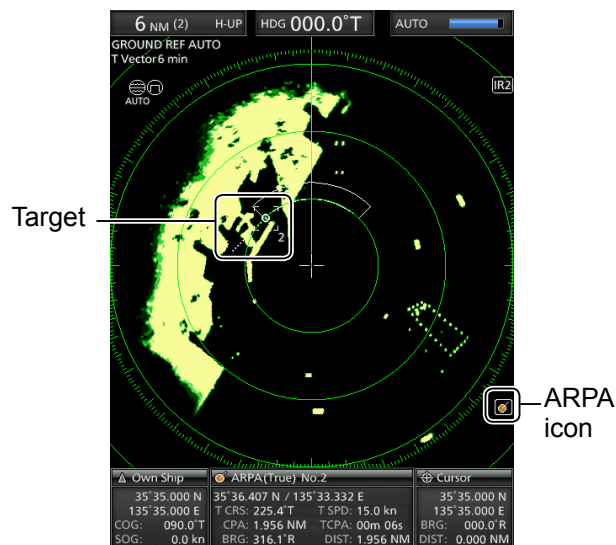 6 NM (2) H-UP HDG 000.0°T AUTO
GROUND REF AUTO
T Vector 6 min
AUTO
IR2
Target
2
ARPA
icon
Own Ship
35°35.000 N
135°35.000 E
COG: 090.0°T
SOG: 0.0 kn
ARPA(True) No.2
35°36.407 N / 135°33.332 E
T CRS: 225.4°T T SPD: 15.0 kn
CPA: 1.956 NM TCPA: 00m 06s
BRG: 316.1°R DIST: 1.956 NM
Cursor
35°35.000 N
135°35.000 E
BRG: 000.0°R
DIST: 0.000 NM